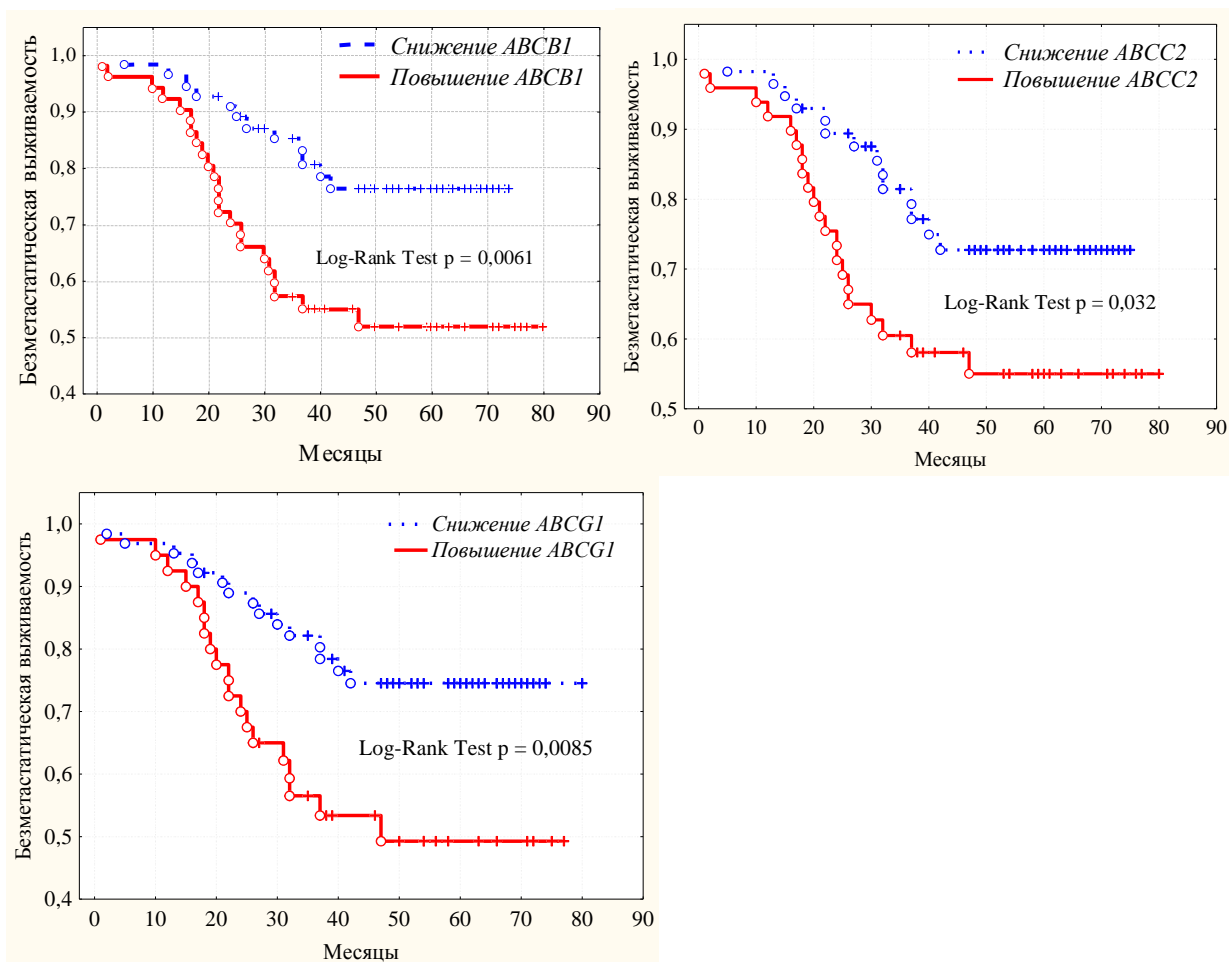 Безметастатическая выживаемость
1,0
0,9
0,8
0,7
0,6
0,5
0,4
Снижение ABCB1
Повышение ABCB1
Log-Rank Test p = 0,0061
0 10 20 30 40 50 60 70 80 90
Месяцы
Безметастатическая выживаемость
1,0
0,9
0,8
0,7
0,6
0,5
Снижение ABCC2
Повышение ABCC2
Log-Rank Test p = 0,032
0 10 20 30 40 50 60 70 80 90
Месяцы
Безметастатическая выживаемость
1,0
0,9
0,8
0,7
0,6
0,5
0,4
Снижение ABCG1
Повышение ABCG1
Log-Rank Test p = 0,0085
0 10 20 30 40 50 60 70 80 90
Месяцы